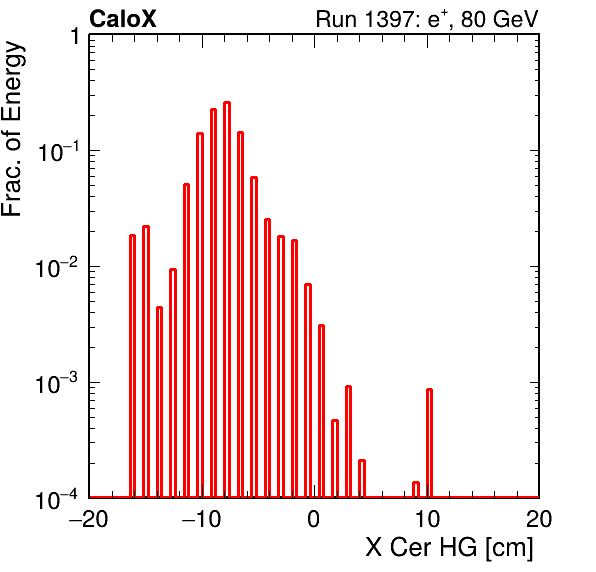 CaloX Run 1397: e⁺, 80 GeV
Frac. of Energy
1
10⁻¹
10⁻²
10⁻³
10⁻⁴
−20 −10 0 10 20
X Cer HG [cm]